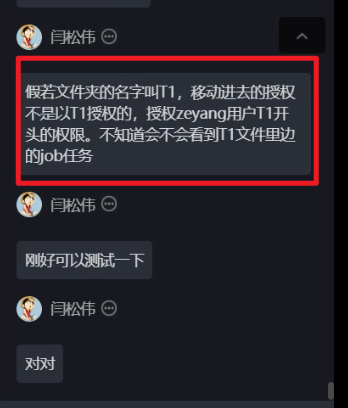 闫松伟
假若文件夹的名字叫T1，移动进去的授权
不是以T1授权的，授权zeyang用户T1开
头的权限。不知道会不会看到T1文件里边
的job任务
闫松伟
刚好可以测试一下
闫松伟
对对